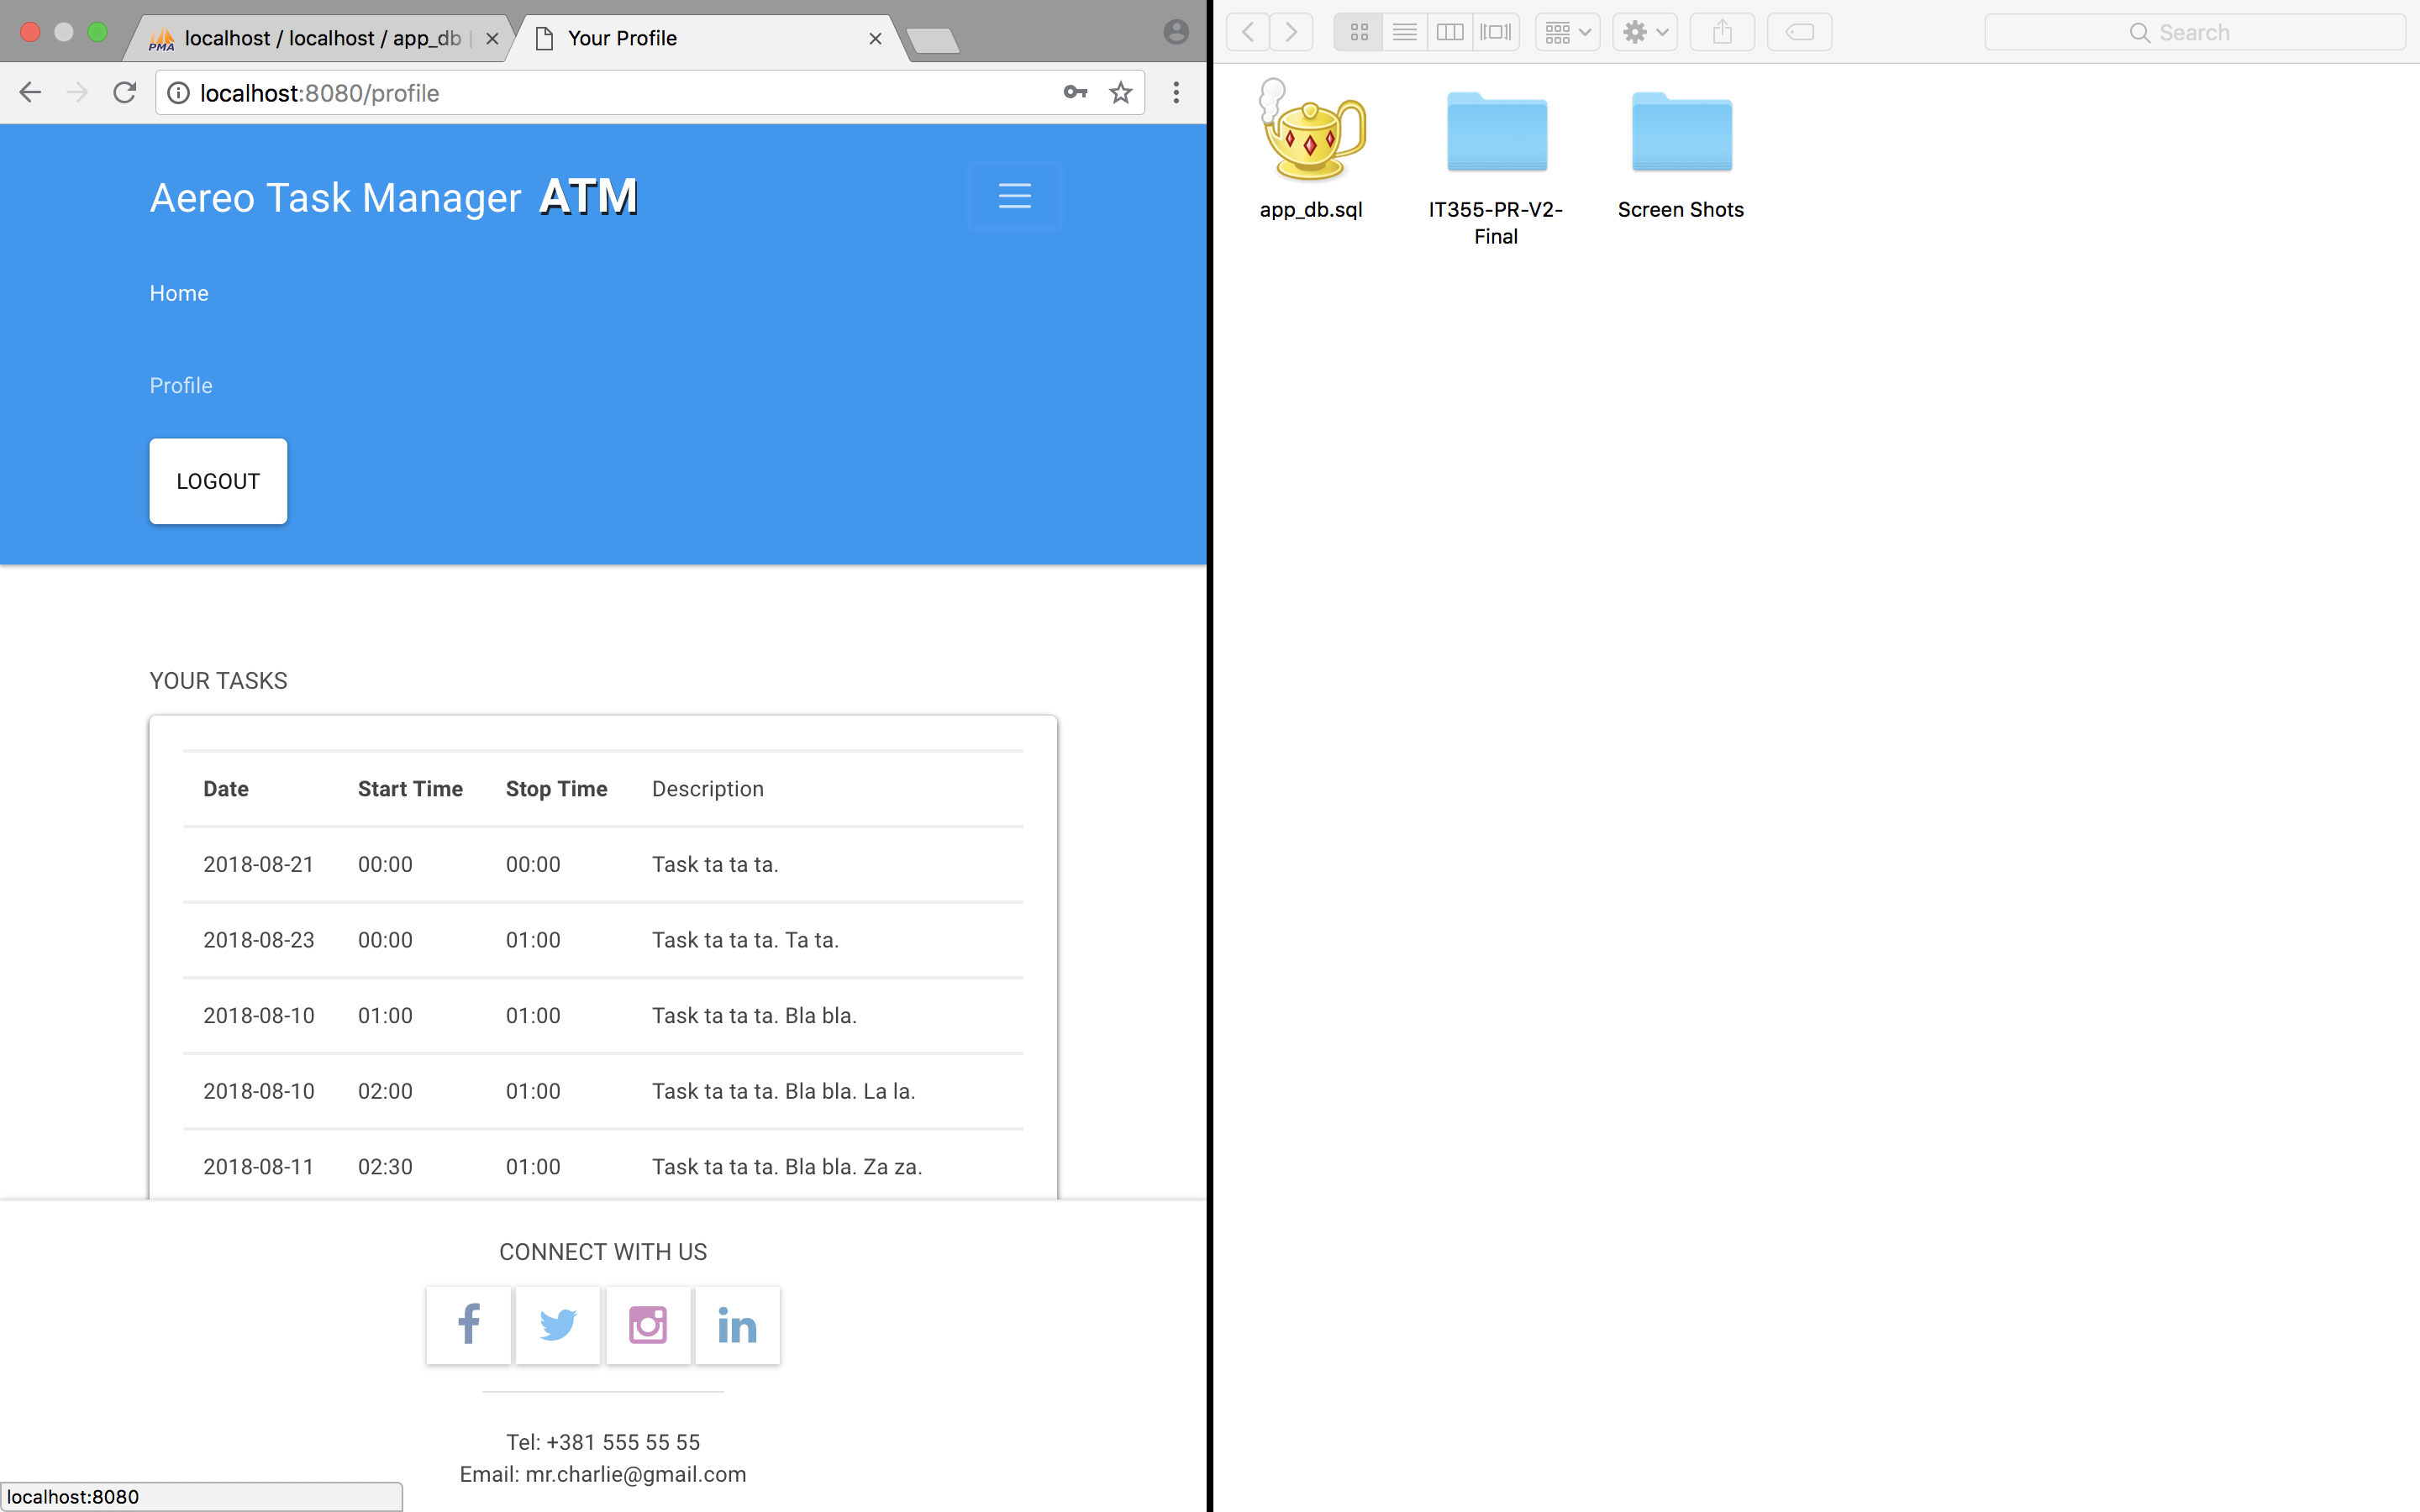 PMA localhost / localhost / app_db
Your Profile
localhost:8080/profile
Search
Aereo Task Manager ATM
Home
Profile
LOGOUT
YOUR TASKS
Date Start Time Stop Time Description
2018-08-21 00:00 00:00 Task ta ta ta.
2018-08-23 00:00 01:00 Task ta ta ta. Ta ta.
2018-08-10 01:00 01:00 Task ta ta ta. Bla bla.
2018-08-10 02:00 01:00 Task ta ta ta. Bla bla. La la.
2018-08-11 02:30 01:00 Task ta ta ta. Bla bla. Za za.
CONNECT WITH US
f
in
Tel: +381 555 55 55
Email: mr.charlie@gmail.com
localhost:8080
app_db.sql
IT355-PR-V2-
Final
Screen Shots